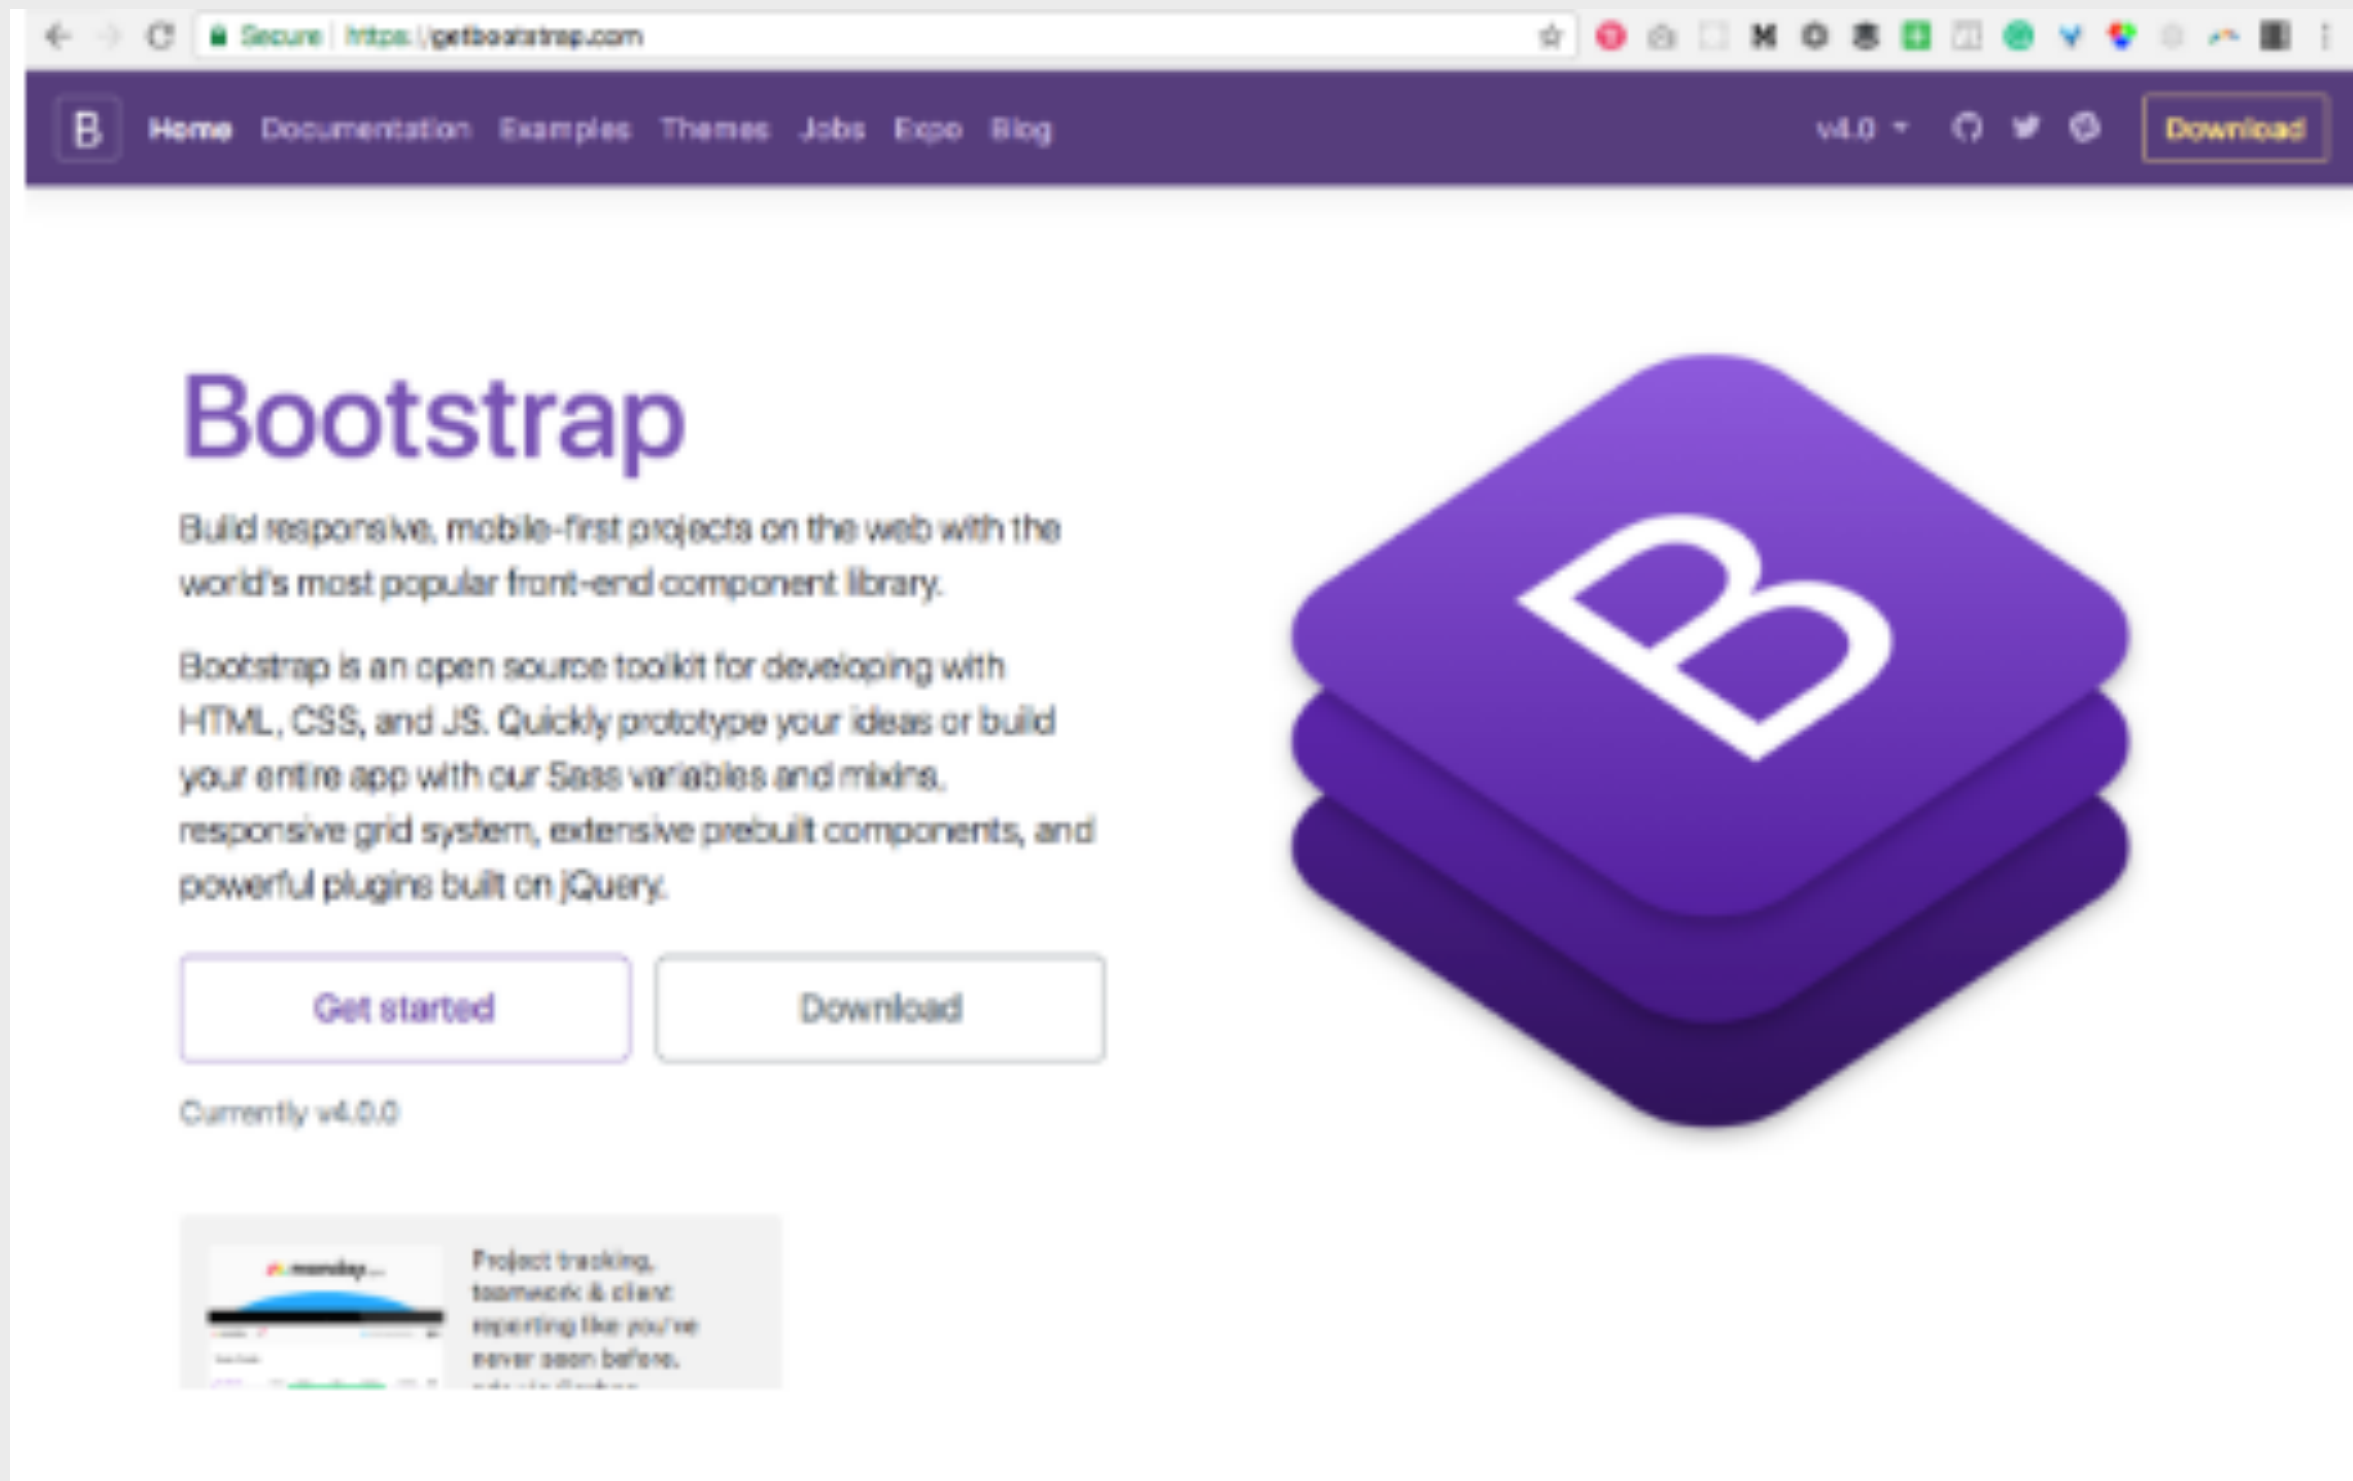 Secure https://getbootstrap.com
B Home Documentation Examples Themes Jobs Expo Blog v4.0 Download
Bootstrap
Build responsive, mobile-first projects on the web with the
world's most popular front-end component library.
Bootstrap is an open source toolkit for developing with
HTML, CSS, and JS. Quickly prototype your ideas or build
your entire app with our Sass variables and mixins,
responsive grid system, extensive prebuilt components, and
powerful plugins built on jQuery.
Get started Download
Currently v4.0.0
B
monday
Project tracking,
teamwork & client
reporting like you've
never seen before.